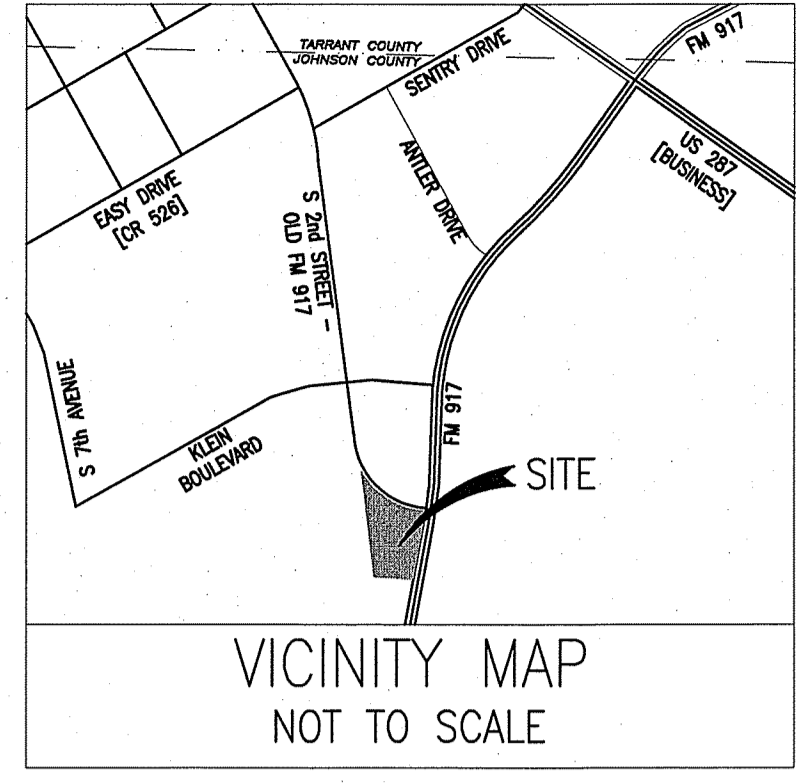 FM 917
TARRANT COUNTY
JOHNSON COUNTY
SENTRY DRIVE
US 287
[BUSINESS]
ANTLER DRIVE
EASY DRIVE
[CR 526]
S 2nd STREET -
OLD FM 917
S 7th AVENUE
KLEIN
BOULEVARD
FM 917
SITE
VICINITY MAP
NOT TO SCALE